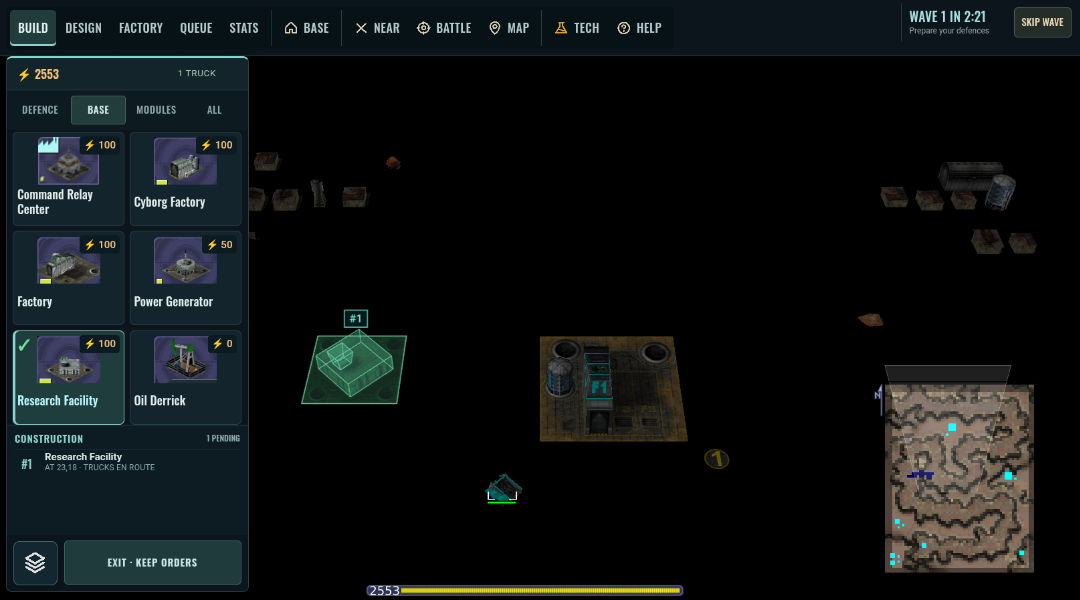 BUILD
DESIGN
FACTORY
QUEUE
STATS
BASE
NEAR
BATTLE
MAP
TECH
HELP
WAVE 1 IN 2:21
Prepare your defences
SKIP WAVE
2553
1 TRUCK
DEFENCE
BASE
MODULES
ALL
100
Command Relay
Center
100
Cyborg Factory
100
Factory
50
Power Generator
100
Research Facility
0
Oil Derrick
CONSTRUCTION
1 PENDING
#1
Research Facility
AT 23,18 · TRUCKS EN ROUTE
EXIT · KEEP ORDERS
#1
F1
1
N
2553